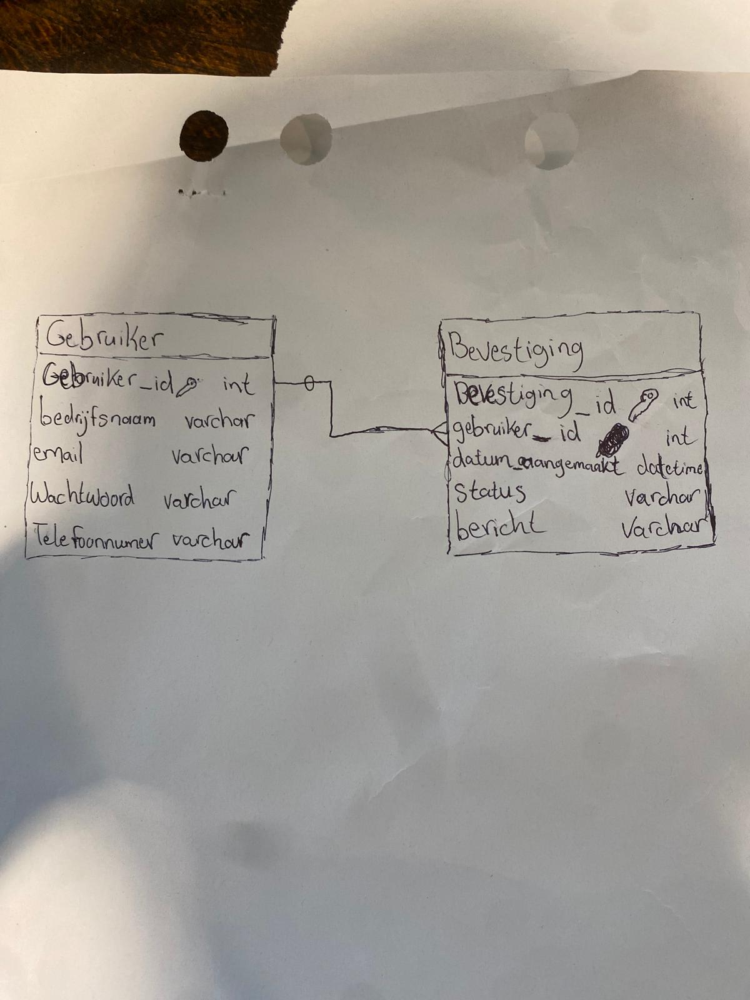 Gebruiker
Gebruiker_id int
bedrijfsnaam varchar
email varchar
Wachtwoord varchar
Telefoonnumer varchar
Bevestiging
Bevestiging_id int
gebruiker_id int
datum_aangemaakt datetime
Status varchar
bericht varchar